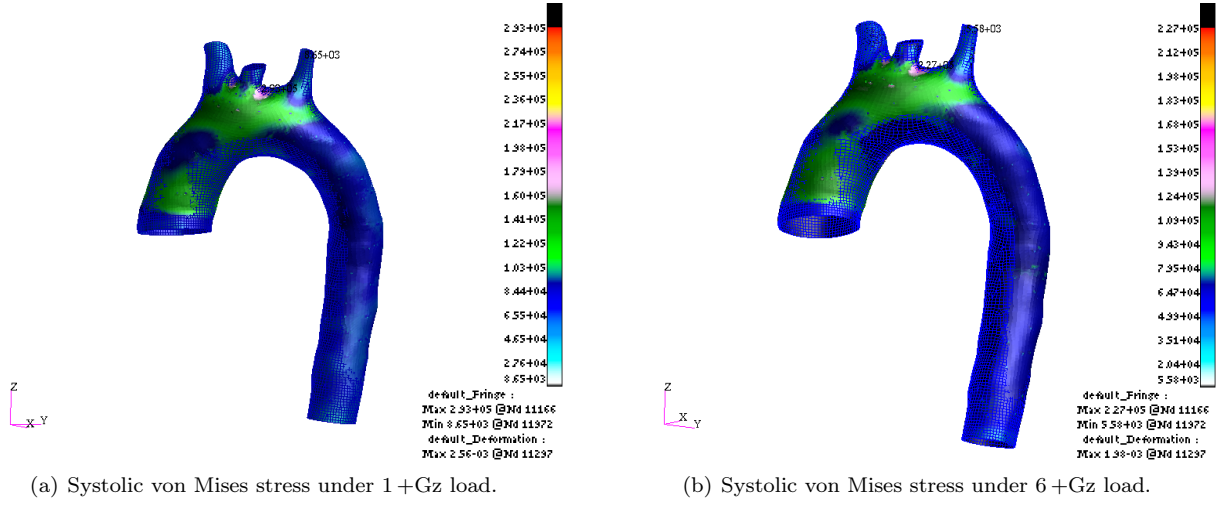 9.65+03
2.93+05
2.74+05
2.55+05
2.36+05
2.17+05
1.98+05
1.79+05
1.60+05
1.41+05
1.22+05
1.03+05
8.44+04
6.55+04
4.65+04
2.76+04
8.65+03
default_Fringe :
Max 2.93+05 @Nd 11166
Min 8.65+03 @Nd 11972
default_Deformation :
Max 2.56-03 @Nd 11297
Z
X
Y
(a) Systolic von Mises stress under 1 +Gz load.
2.27+05
2.27+05
2.12+05
1.98+05
1.83+05
1.68+05
1.53+05
1.39+05
1.24+05
1.09+05
9.43+04
7.95+04
6.47+04
4.99+04
3.51+04
2.04+04
5.58+03
default_Fringe :
Max 2.27+05 @Nd 11166
Min 5.58+03 @Nd 11972
default_Deformation :
Max 1.98-03 @Nd 11297
Z
X
Y
(b) Systolic von Mises stress under 6 +Gz load.